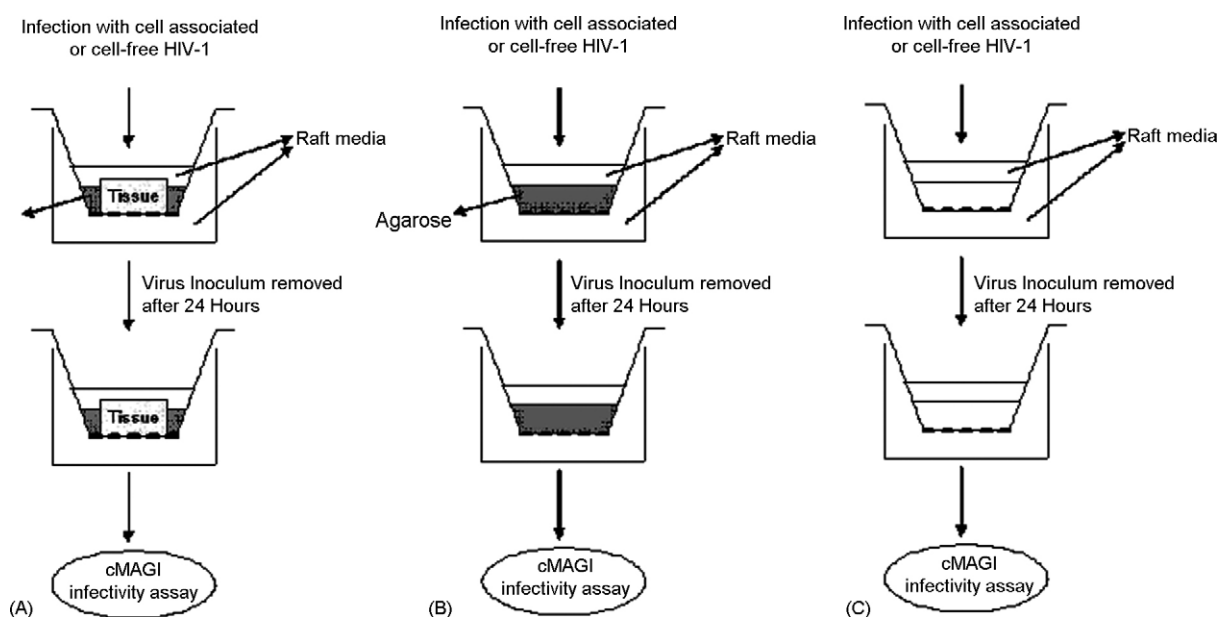 Infection with cell associated
or cell-free HIV-1
Raft media
Tissue
Virus Inoculum removed
after 24 Hours
Tissue
cMAGI
infectivity assay
(A)
Infection with cell associated
or cell-free HIV-1
Raft media
Agarose
Virus Inoculum removed
after 24 Hours
cMAGI
infectivity assay
(B)
Infection with cell associated
or cell-free HIV-1
Raft media
Virus Inoculum removed
after 24 Hours
cMAGI
infectivity assay
(C)